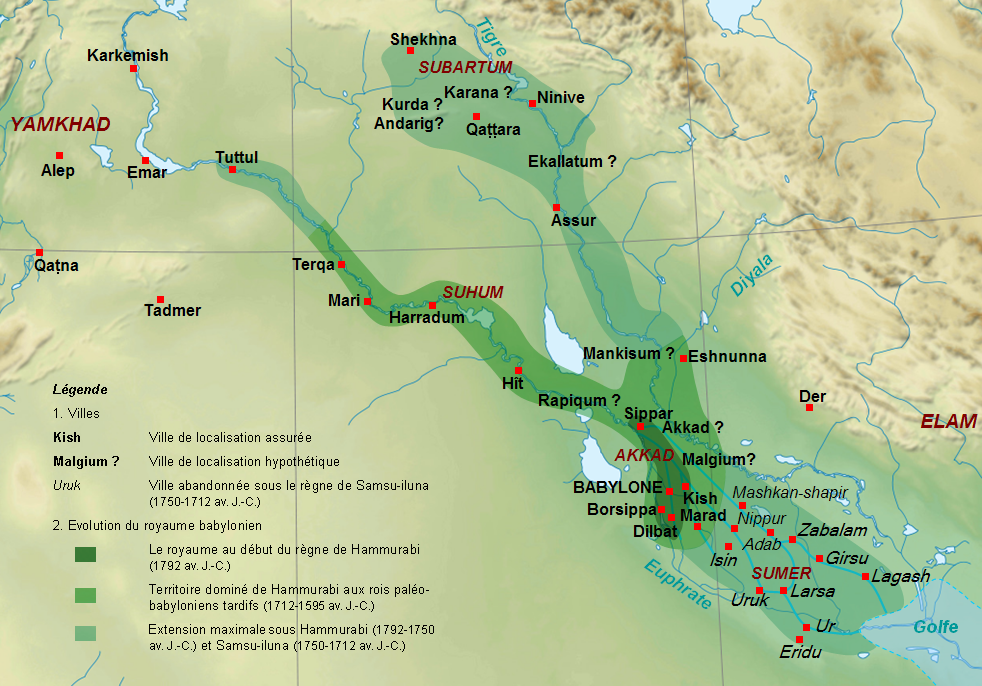 Shekhna
Tigre
Karkemish
SUBARTUM
Karana ?
Ninive
Kurda ?
Andarig?
Qaṭṭara
YAMKHAD
Alep
Emar
Tuttul
Ekallatum ?
Assur
Qaṭna
Terqa
Mari
Tadmer
SUHUM
Harradum
Diyala
Mankisum ?
Eshnunna
Hît
Rapiqum ?
Der
Sippar
Akkad ?
ELAM
AKKAD
Malgium?
BABYLONE
Kish
Mashkan-shapir
Borsippa
Marad
Nippur
Dilbat
Zabalam
Adab
Isin
Girsu
SUMER
Lagash
Euphrate
Uruk
Larsa
Ur
Golfe
Eridu
Légende
1. Villes
Kish Ville de localisation assurée
Malgium ? Ville de localisation hypothétique
Uruk Ville abandonnée sous le règne de Samsu-iluna
(1750-1712 av. J.-C.)
2. Evolution du royaume babylonien
Le royaume au début du règne de Hammurabi
(1792 av. J.-C.)
Territoire dominé de Hammurabi aux rois paléo-
babyloniens tardifs (1712-1595 av. J.-C.)
Extension maximale sous Hammurabi (1792-1750
av. J.-C.) et Samsu-iluna (1750-1712 av. J.-C.)